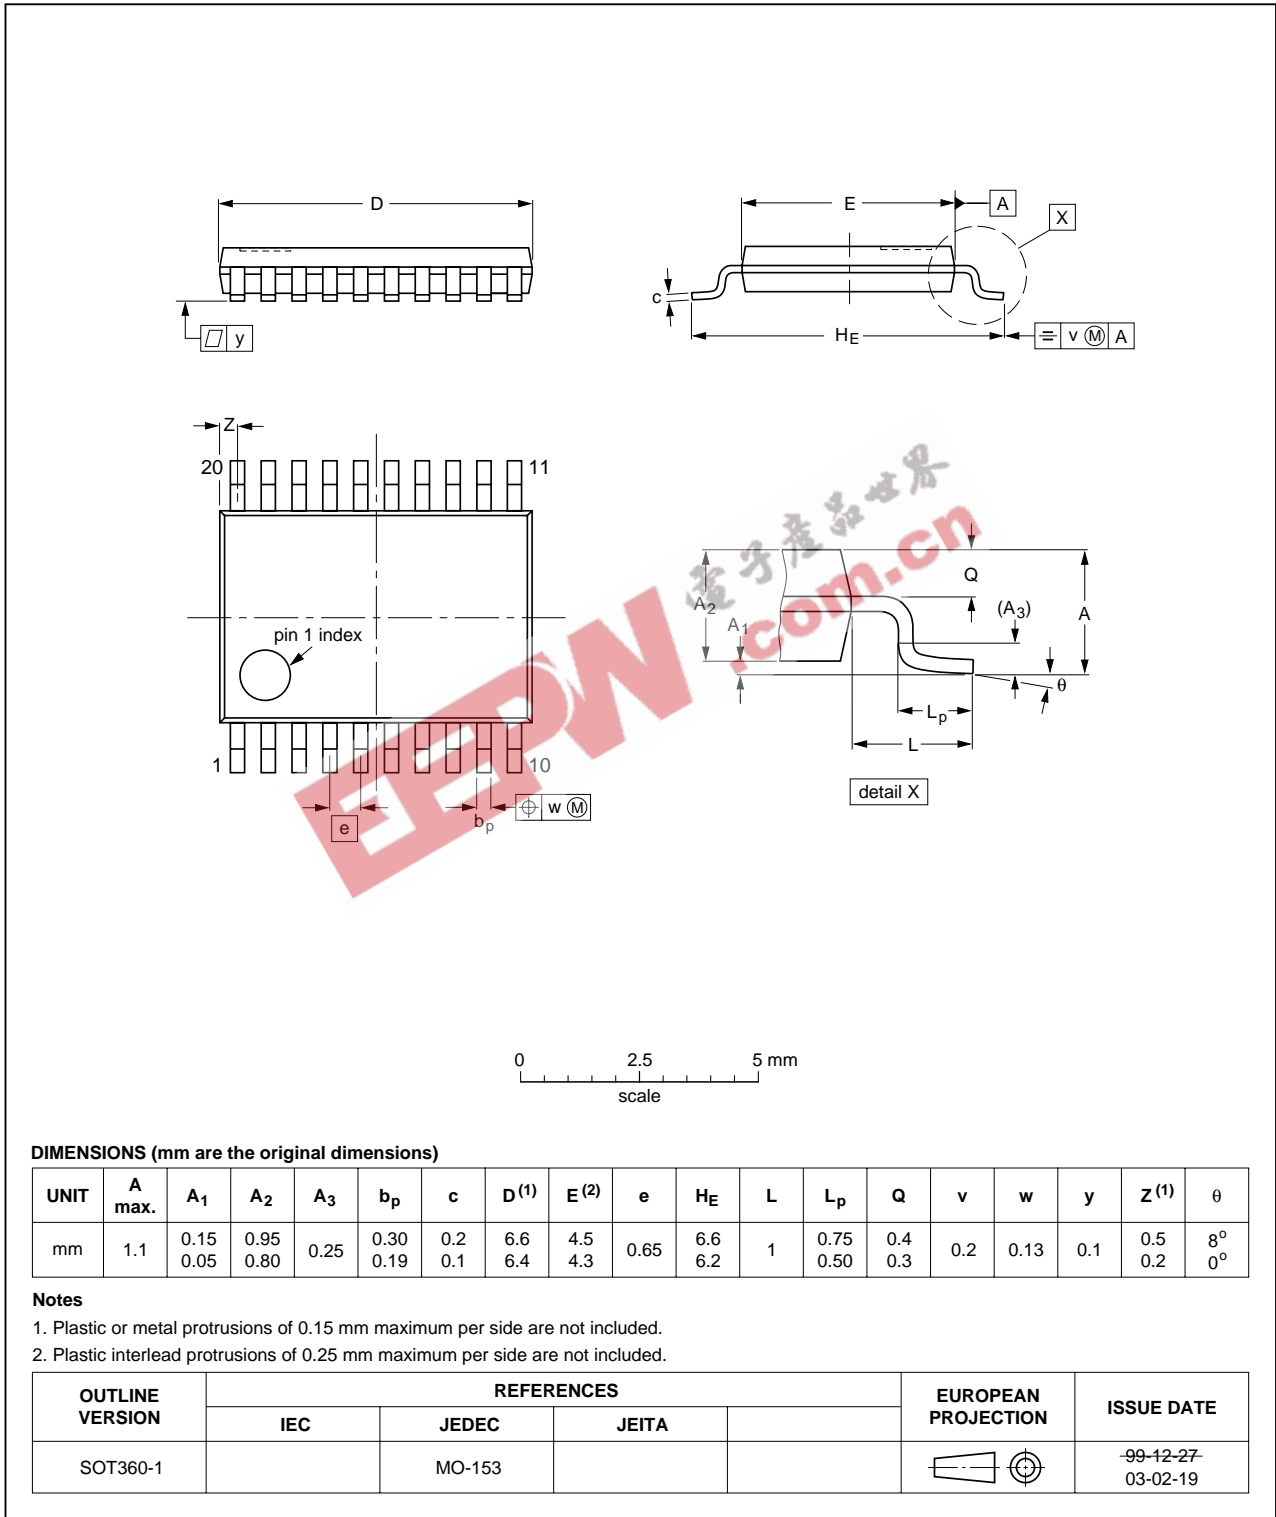 D
E
A
X
c
y
HE
v M A
Z
20
11
pin 1 index
1
10
e
bp
w M
電子產品世界
.com.cn
EEPW
A2
A1
Q
(A3)
A
θ
Lp
L
detail X
0 2.5 5 mm
scale
DIMENSIONS (mm are the original dimensions)
UNIT A max. A1 A2 A3 bp c D(1) E(2) e HE L Lp Q v w y Z(1) θ
mm 1.1 0.15 0.05 0.95 0.80 0.25 0.30 0.19 0.2 0.1 6.6 6.4 4.5 4.3 0.65 6.6 6.2 1 0.75 0.50 0.4 0.3 0.2 0.13 0.1 0.5 0.2 8o 0o
Notes
1. Plastic or metal protrusions of 0.15 mm maximum per side are not included.
2. Plastic interlead protrusions of 0.25 mm maximum per side are not included.
OUTLINE VERSION REFERENCES EUROPEAN PROJECTION ISSUE DATE
IEC JEDEC JEITA
SOT360-1 MO-153 99-12-27
03-02-19